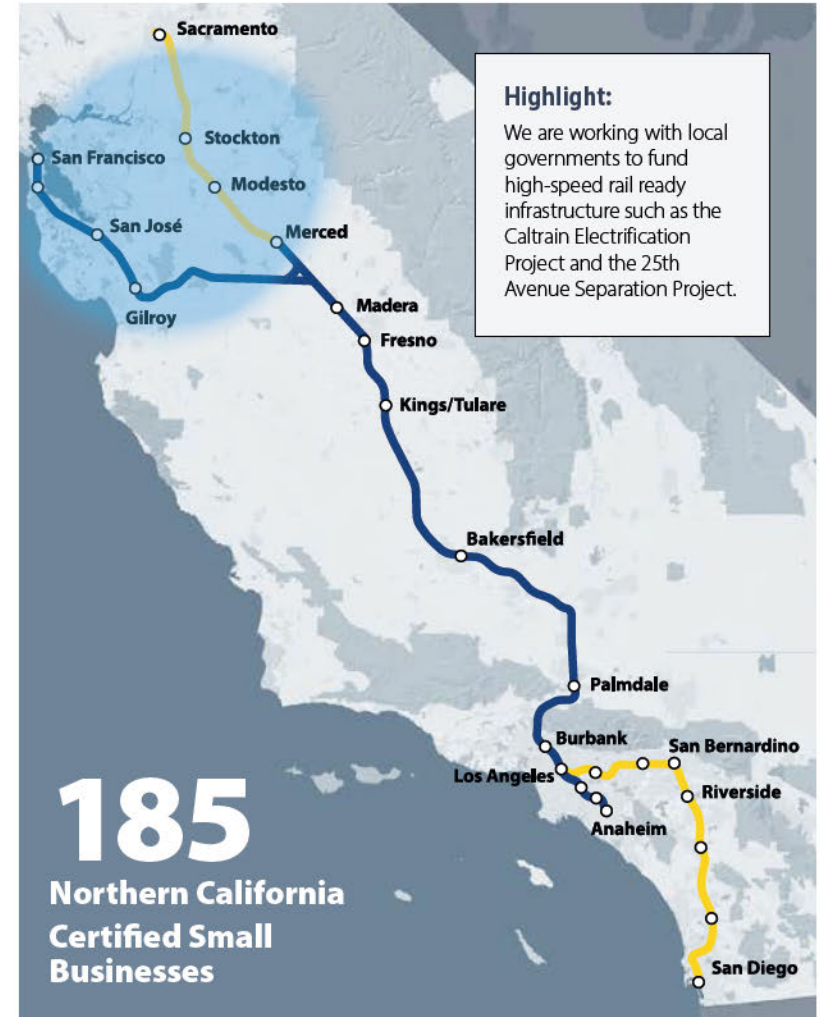 Sacramento
Highlight:
We are working with local
governments to fund
high-speed rail ready
infrastructure such as the
Caltrain Electrification
Project and the 25th
Avenue Separation Project.
Stockton
San Francisco
Modesto
San José
Merced
Gilroy
Madera
Fresno
Kings/Tulare
Bakersfield
Palmdale
Burbank
San Bernardino
Los Angeles
Riverside
Anaheim
San Diego
185
Northern California
Certified Small
Businesses